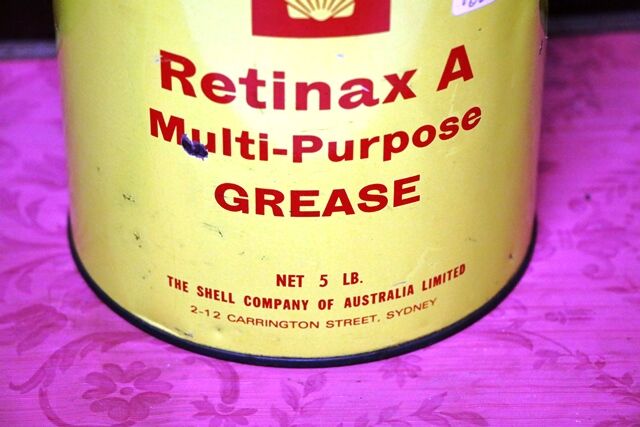 Retinax A
Multi-Purpose
GREASE
NET 5 LB.
THE SHELL COMPANY OF AUSTRALIA LIMITED
2-12 CARRINGTON STREET, SYDNEY